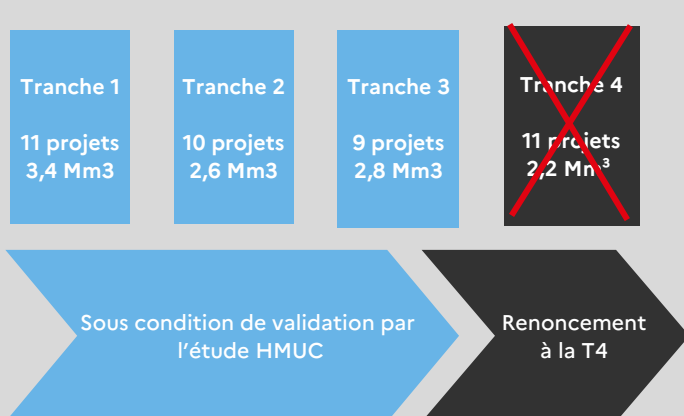 Tranche 1
11 projets
3,4 Mm3
Tranche 2
10 projets
2,6 Mm3
Tranche 3
9 projets
2,8 Mm3
Tranche 4
11 projets
2,2 Mm³
Sous condition de validation par
l'étude HMUC
Renoncement
à la T4